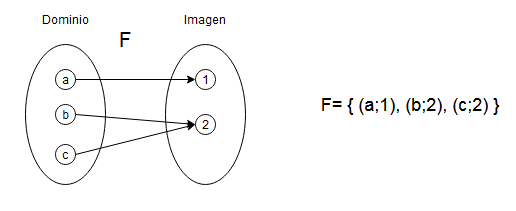 Dominio
Imagen
F
a
1
b
2
c
F= { (a;1), (b;2), (c;2) }